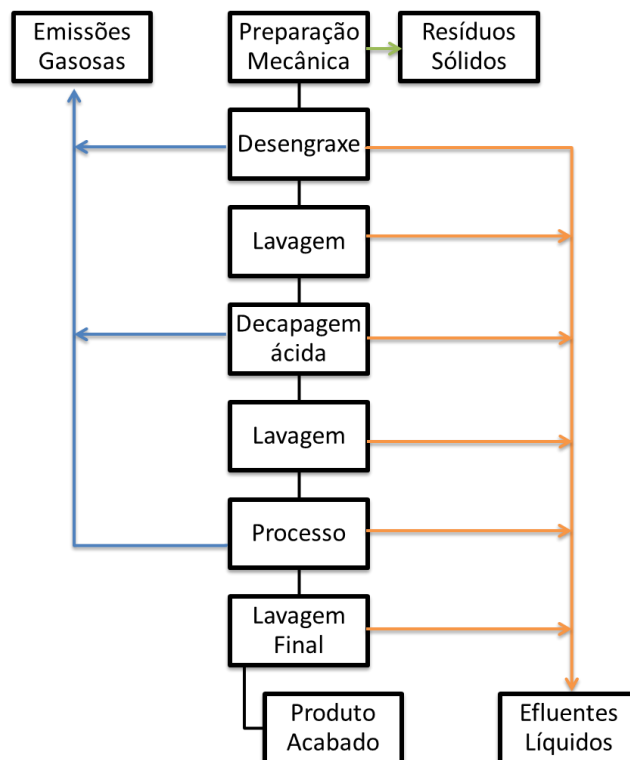 Emissões
Gasosas
Preparação
Mecânica
Resíduos
Sólidos
Desengraxe
Lavagem
Decapagem
ácida
Lavagem
Processo
Lavagem
Final
Produto
Acabado
Efluentes
Líquidos